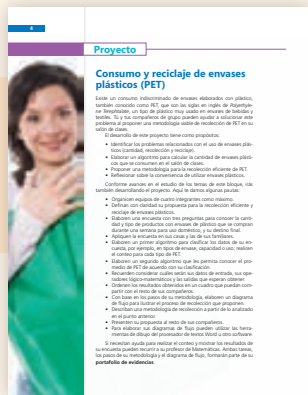 6
Proyecto
Consumo y reciclaje de envases
plásticos (PET)
Existe un consumo indiscriminado de envases elaborados con plástico,
también conocido como PET, que son las siglas en inglés de Polyethyle-
ne Terephtalate, un tipo de plástico muy usado en envases de bebidas y
textiles. Tú y tus compañeros de grupo pueden ayudar a solucionar este
problema al proponer una metodología viable de recolección de PET en su
salón de clases.
El desarrollo de este proyecto tiene como propósitos:
• Identificar los problemas relacionados con el uso de envases plás-
ticos (cantidad, recolección y reciclaje).
• Elaborar un algoritmo para calcular la cantidad de envases plásti-
cos que se consumen en el salón de clases.
• Proponer una metodología para la recolección eficiente de PET.
• Reflexionar sobre la conveniencia de utilizar envases plásticos.
Conforme avancen en el estudio de los temas de este bloque, irás
también desarrollando el proyecto. Aquí te damos algunas pautas:
• Organicen equipos de cuatro integrantes como máximo.
• Definan con claridad su propuesta para la recolección eficiente y
reciclaje de envases plásticos.
• Elaboren una encuesta con tres preguntas para conocer la canti-
dad y tipo de productos con envases de plástico que se compran
durante una semana para uso doméstico, y su destino final.
• Apliquen la encuesta en sus casas y las de sus familiares.
• Elaboren un primer algoritmo para clasificar los datos de su en-
cuesta, por ejemplo, en tipos de envase, capacidad o uso; realicen
el conteo para cada tipo de PET.
• Elaboren un segundo algoritmo que les permita conocer el pro-
medio de PET de acuerdo con su clasificación.
• Recuerden considerar cuáles serán sus datos de entrada, sus ope-
radores lógico-matemáticos y las salidas que esperan obtener.
• Ordenen los resultados obtenidos en un cuadro que puedan com-
partir con el resto de sus compañeros.
• Con base en los pasos de su metodología, elaboren un diagrama
de flujo para ilustrar el proceso de recolección que proponen.
• Describan una metodología de recolección a partir de lo analizado
en el punto anterior.
• Presenten su propuesta al resto de sus compañeros.
• Para elaborar sus diagramas de flujo pueden utilizar las herra-
mientas de dibujo del procesador de textos Word u otro software.
Si necesitan ayuda para realizar el conteo y mostrar los resultados de
su encuesta pueden recurrir a su profesor de Matemáticas. Ambas tareas,
los pasos de su metodología y el diagrama de flujo, formarán parte de su
portafolio de evidencias.